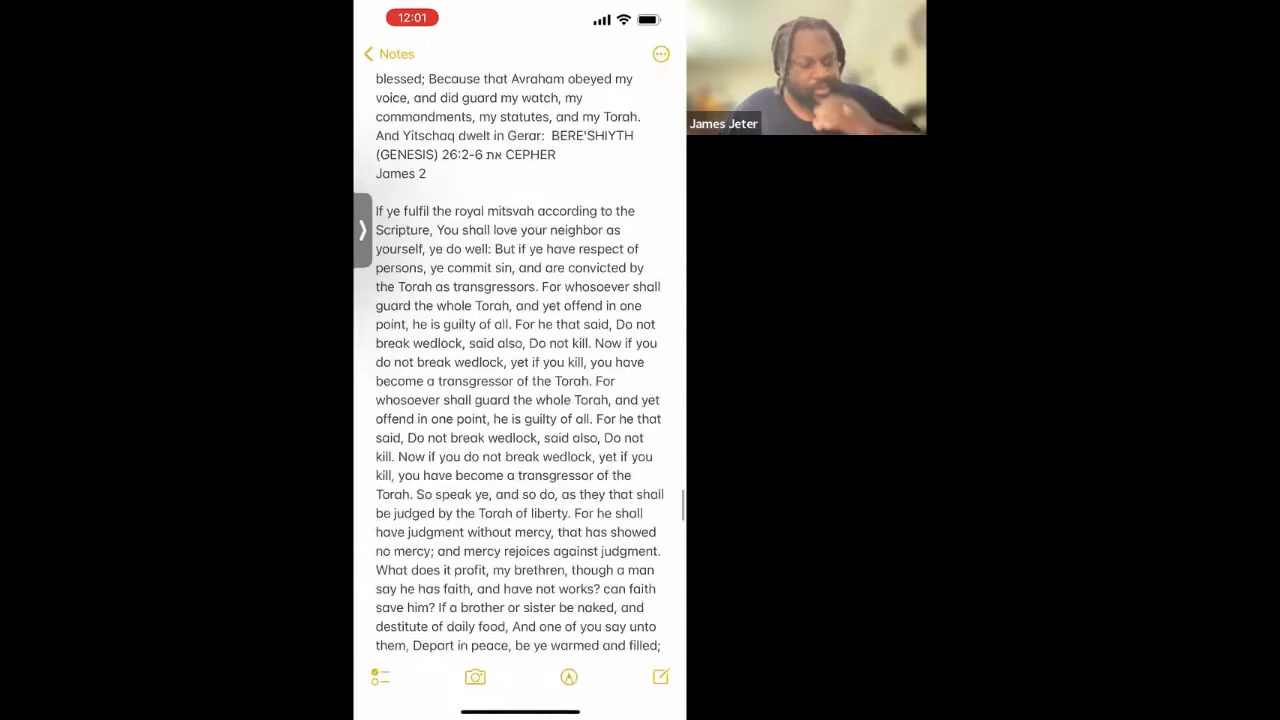 12:01
Notes
blessed; Because that Avraham obeyed my
voice, and did guard my watch, my
commandments, my statutes, and my Torah.
And Yitschaq dwelt in Gerar:  BERE'SHIYTH
(GENESIS) 26:2-6 את CEPHER
James 2
If ye fulfil the royal mitsvah according to the
Scripture, You shall love your neighbor as
yourself, ye do well: But if ye have respect of
persons, ye commit sin, and are convicted by
the Torah as transgressors. For whosoever shall
guard the whole Torah, and yet offend in one
point, he is guilty of all. For he that said, Do not
break wedlock, said also, Do not kill. Now if you
do not break wedlock, yet if you kill, you have
become a transgressor of the Torah. For
whosoever shall guard the whole Torah, and yet
offend in one point, he is guilty of all. For he that
said, Do not break wedlock, said also, Do not
kill. Now if you do not break wedlock, yet if you
kill, you have become a transgressor of the
Torah. So speak ye, and so do, as they that shall
be judged by the Torah of liberty. For he shall
have judgment without mercy, that has showed
no mercy; and mercy rejoices against judgment.
What does it profit, my brethren, though a man
say he has faith, and have not works? can faith
save him? If a brother or sister be naked, and
destitute of daily food, And one of you say unto
them, Depart in peace, be ye warmed and filled;
James Jeter